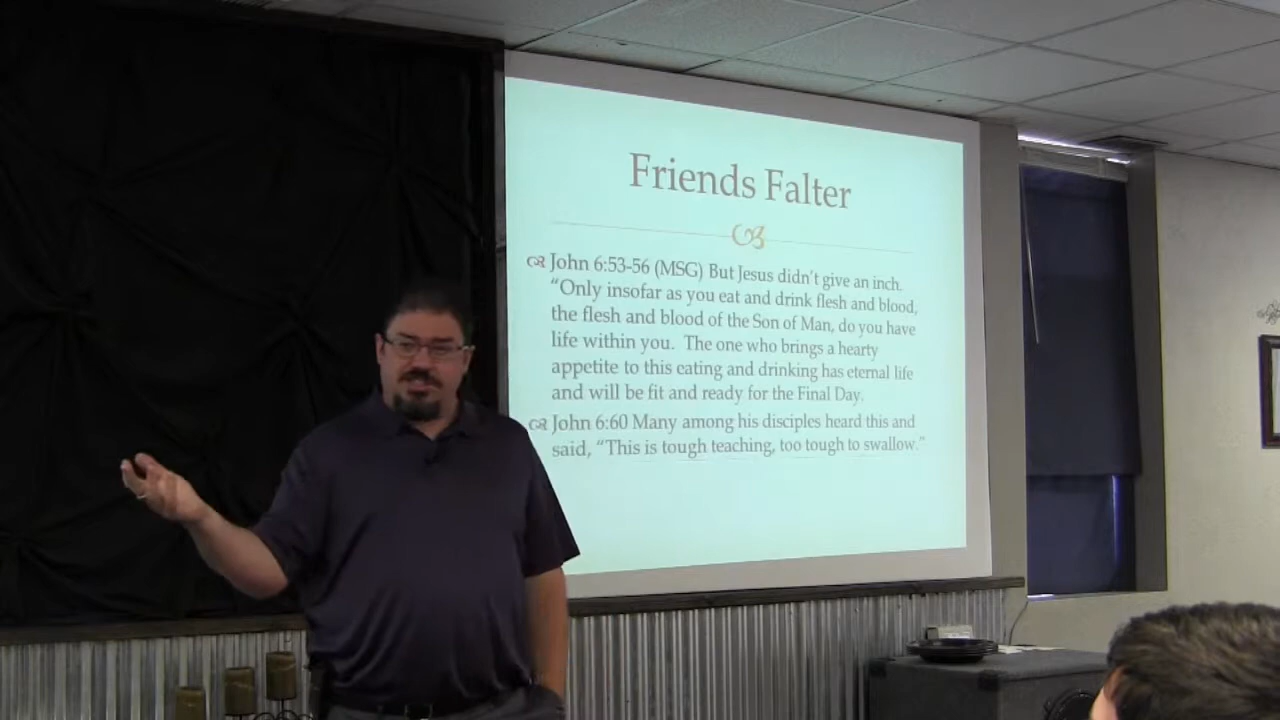 Friends Falter
John 6:53-56 (MSG) But Jesus didn't give an inch.
"Only insofar as you eat and drink flesh and blood,
the flesh and blood of the Son of Man, do you have
life within you. The one who brings a hearty
appetite to this eating and drinking has eternal life
and will be fit and ready for the Final Day.
John 6:60 Many among his disciples heard this and
said, "This is tough teaching, too tough to swallow."